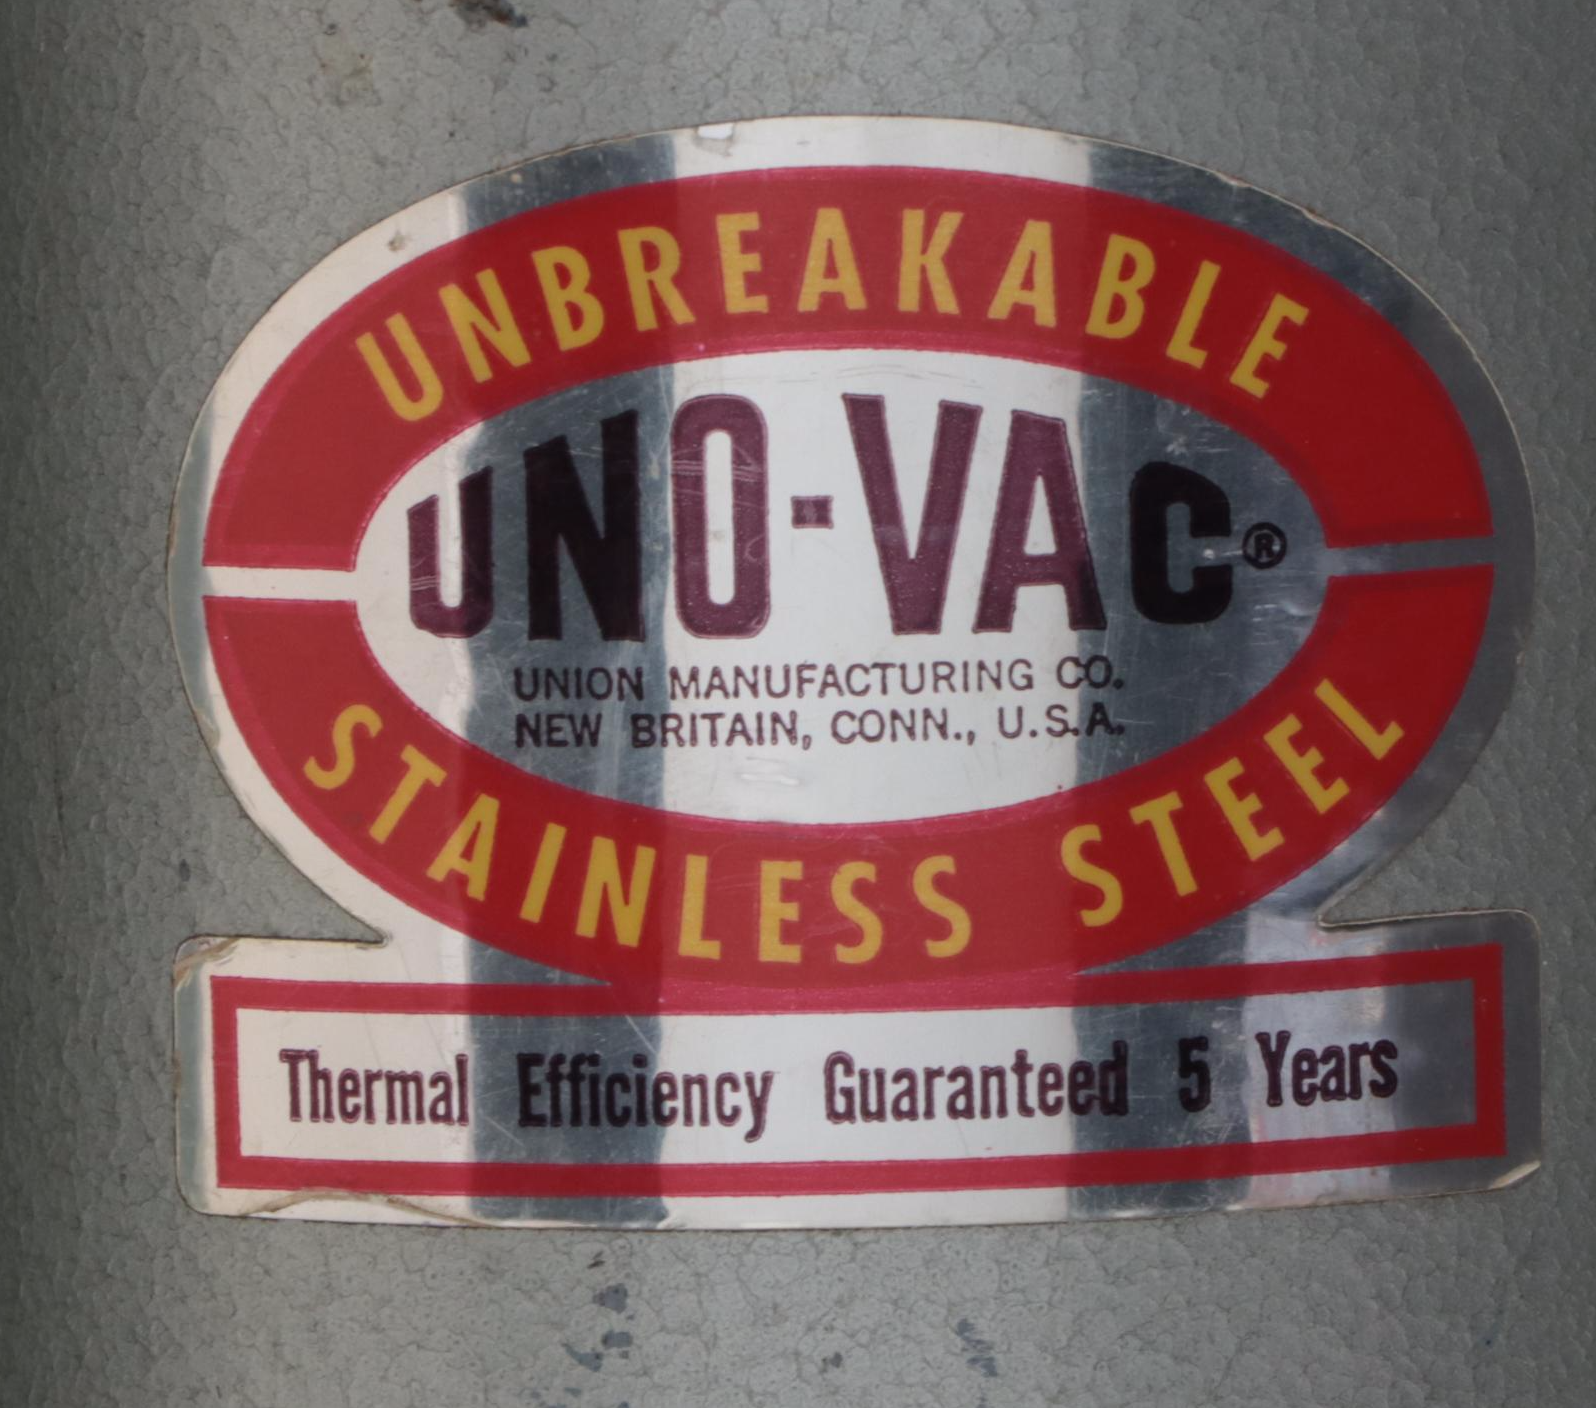 UNBREAKABLE
UNO-VAC®
UNION MANUFACTURING CO.
NEW BRITAIN, CONN., U.S.A.
STAINLESS STEEL
Thermal Efficiency Guaranteed 5 Years